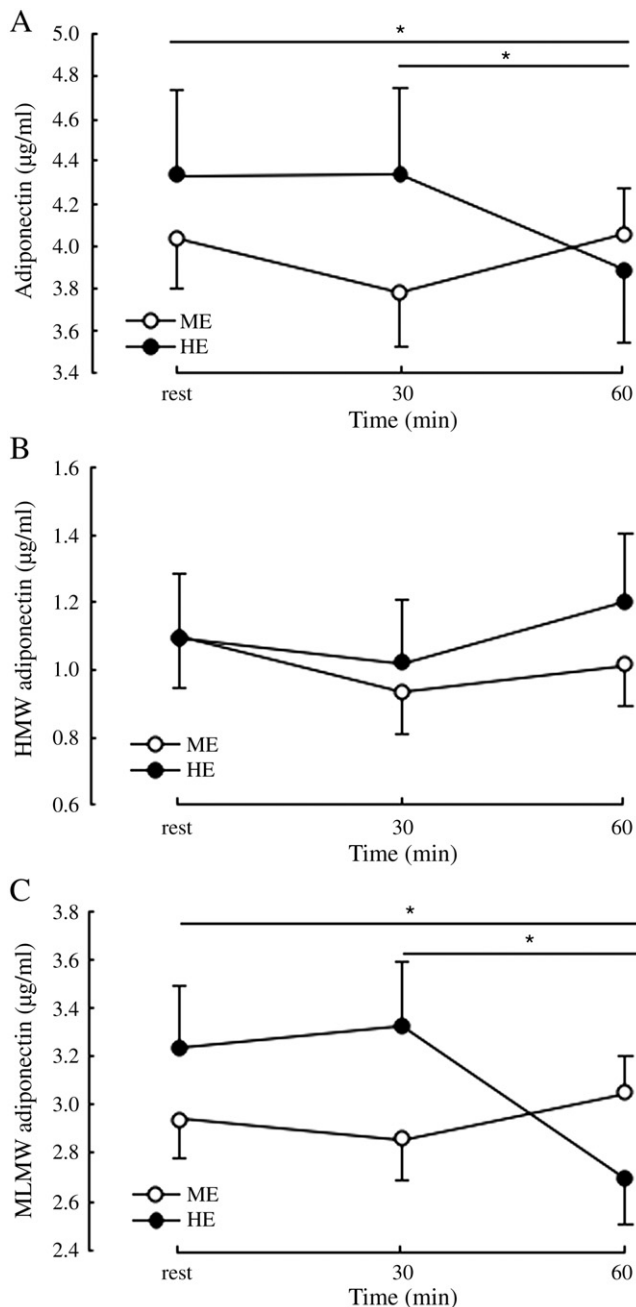 A
Adiponectin (µg/ml)
5.0
4.8
4.6
4.4
4.2
4.0
3.8
3.6
3.4
*
*
ME
HE
rest
30
60
Time (min)
B
HMW adiponectin (µg/ml)
1.6
1.4
1.2
1.0
0.8
0.6
ME
HE
rest
30
60
Time (min)
C
MLMW adiponectin (µg/ml)
3.8
3.6
3.4
3.2
3.0
2.8
2.6
2.4
*
*
ME
HE
rest
30
60
Time (min)